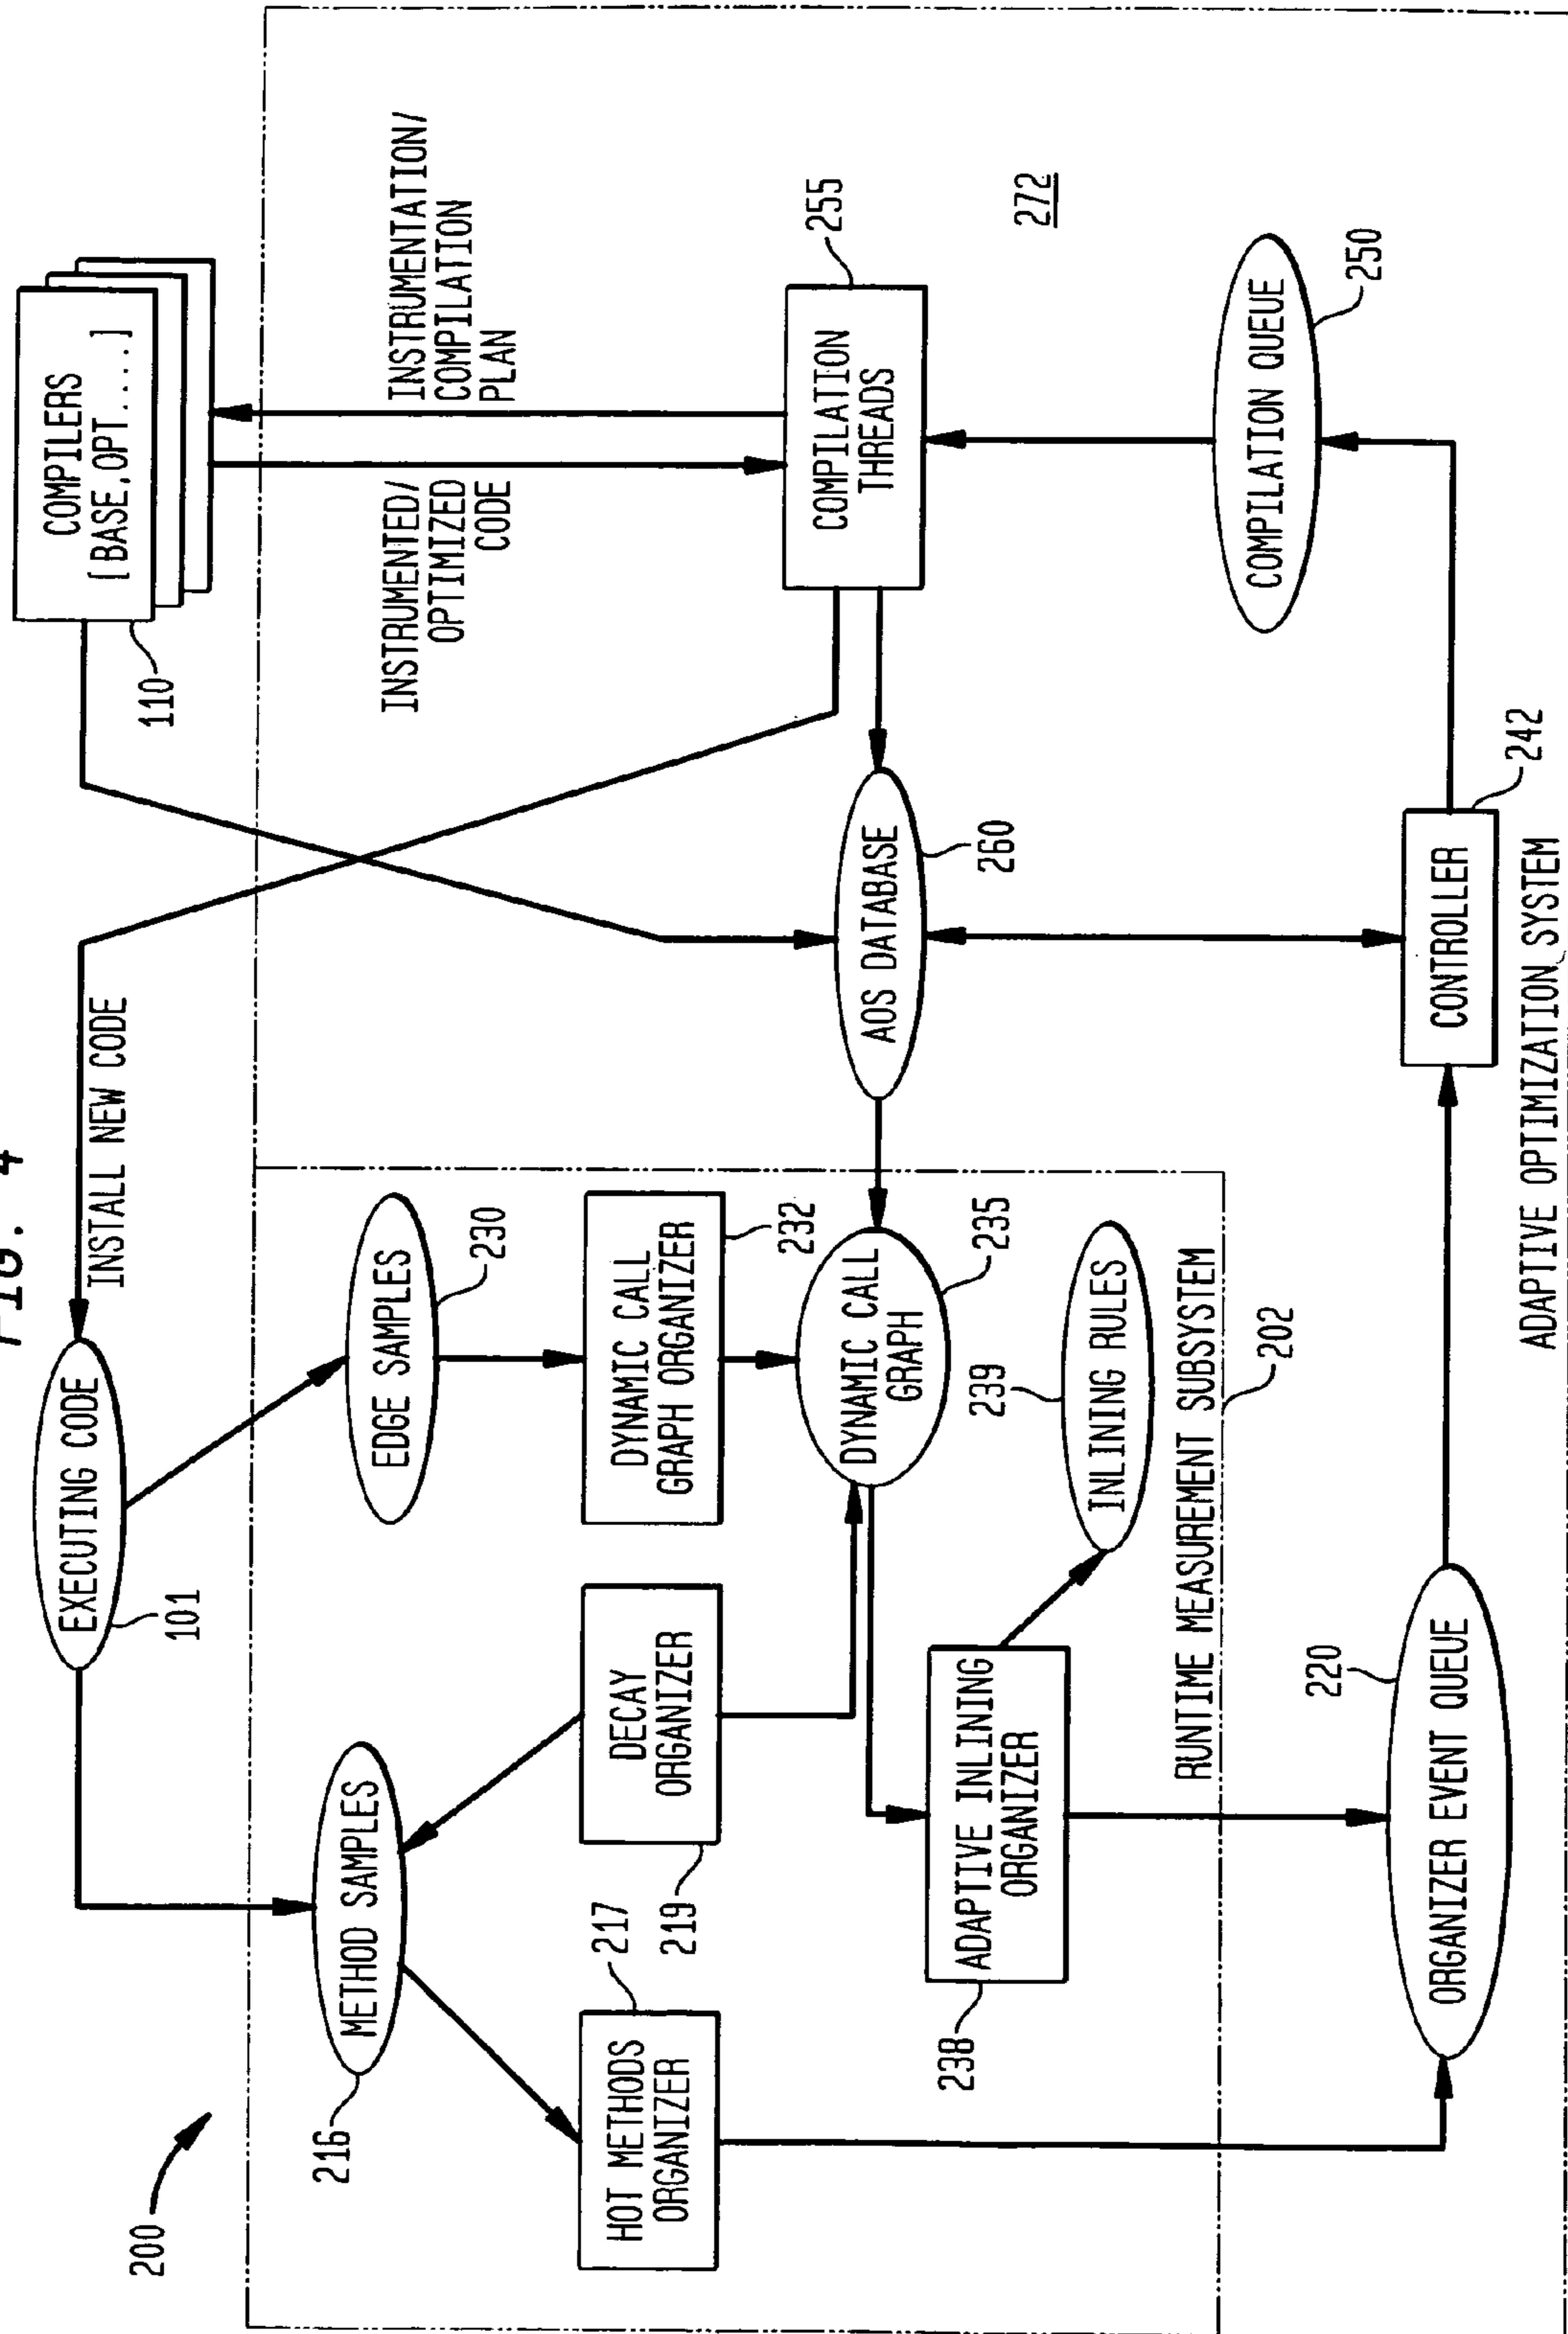 FIG. 4
200
EXECUTING CODE
101
INSTALL NEW CODE
COMPILERS
[BASE,OPT.....]
110
METHOD SAMPLES
216
EDGE SAMPLES
230
INSTRUMENTED/
OPTIMIZED
CODE
INSTRUMENTATION/
COMPILATION
PLAN
HOT METHODS
ORGANIZER
217
DECAY
ORGANIZER
219
DYNAMIC CALL
GRAPH ORGANIZER
232
DYNAMIC CALL
GRAPH
235
AOS DATABASE
260
COMPILATION
THREADS
255
ADAPTIVE INLINING
ORGANIZER
238
239
INLINING RULES
272
RUNTIME MEASUREMENT SUBSYSTEM
202
COMPILATION QUEUE
250
220
ORGANIZER EVENT QUEUE
CONTROLLER
242
ADAPTIVE OPTIMIZATION SYSTEM